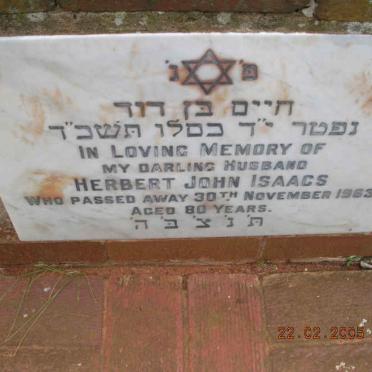 פ נ
חיים בן דוד
נפטר י״ד כסלו תשכ״ד
IN LOVING MEMORY OF
MY DARLING HUSBAND
HERBERT JOHN ISAACS
WHO PASSED AWAY 30TH NOVEMBER 1963
AGED 80 YEARS.
ת נ צ ב ה
22.02.2005